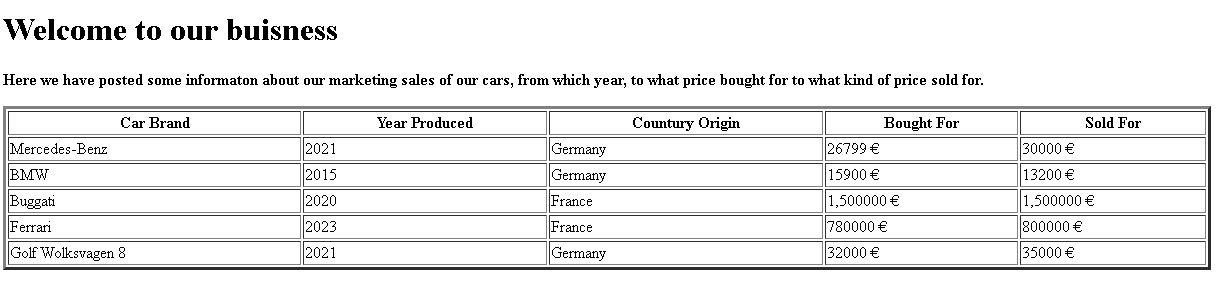 Welcome to our buisness
Here we have posted some informaton about our marketing sales of our cars, from which year, to what price bought for to what kind of price sold for.
Car Brand Year Produced Countury Origin Bought For Sold For
Mercedes-Benz 2021 Germany 26799 € 30000 €
BMW 2015 Germany 15900 € 13200 €
Buggati 2020 France 1,500000 € 1,500000 €
Ferrari 2023 France 780000 € 800000 €
Golf Wolksvagen 8 2021 Germany 32000 € 35000 €